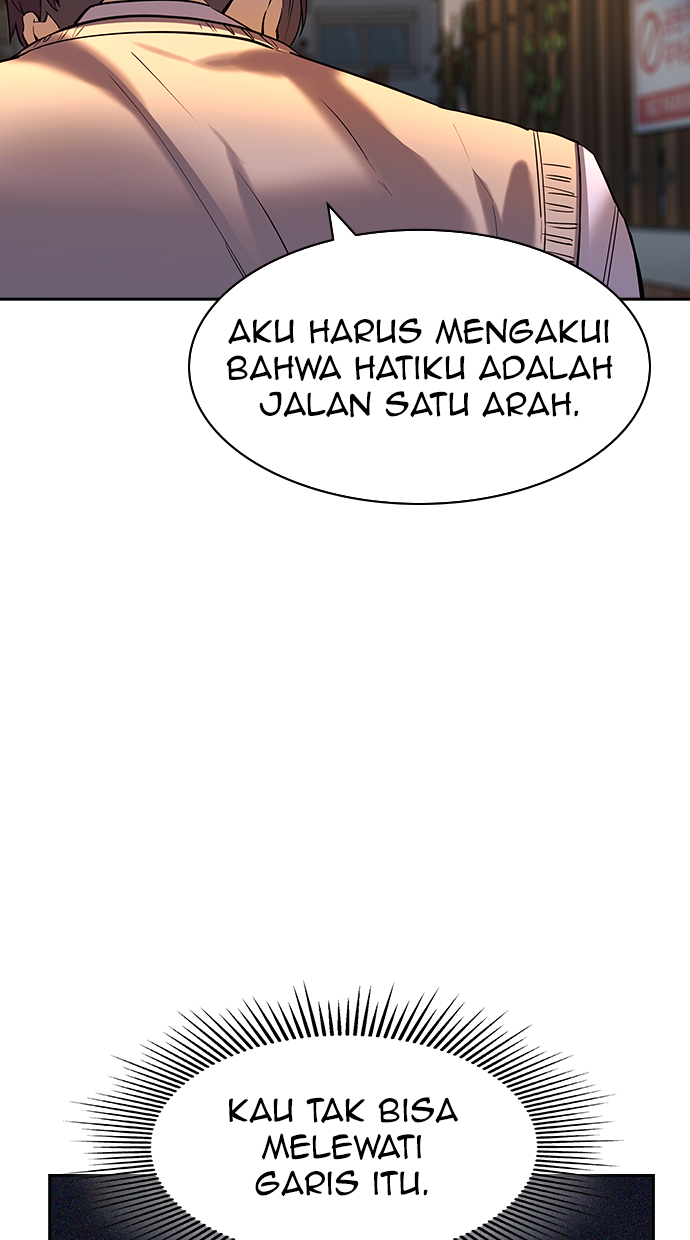 AKU HARUS MENGAKUI
BAHWA HATIKU ADALAH
JALAN SATU ARAH.
KAU TAK BISA
MELEWATI
GARIS ITU.